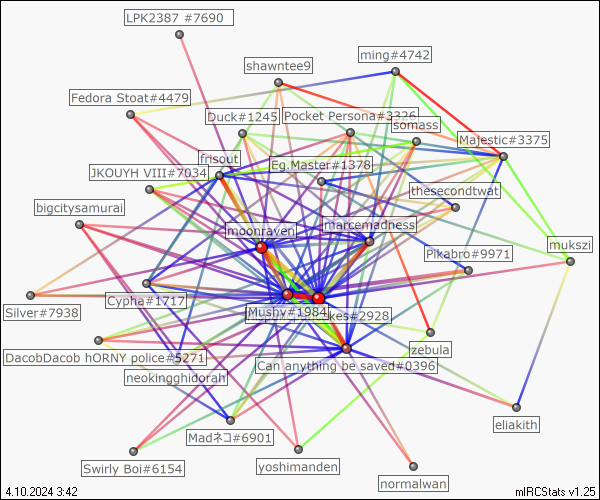 LPK2387 #7690
ming#4742
shawntee9
Fedora Stoat#4479
Duck#1245
Pocket Persona#3326
somass
Majestic#3375
frisout
Eg.Master#1378
JKOUYH VIII#7034
thesecondtwat
bigcitysamurai
moonraven
marcemadness
mukszi
Pikabro#9971
Cypha#1717
Silver#7938
Mushy#1984
kes#2928
zebula
DacobDacob hORNY police#5271
Can anything be saved#0396
neokingghidorah
eliakith
Madネコ#6901
Swirly Boi#6154
yoshimanden
normalwan
4.10.2024 3:42
mIRCStats v1.25